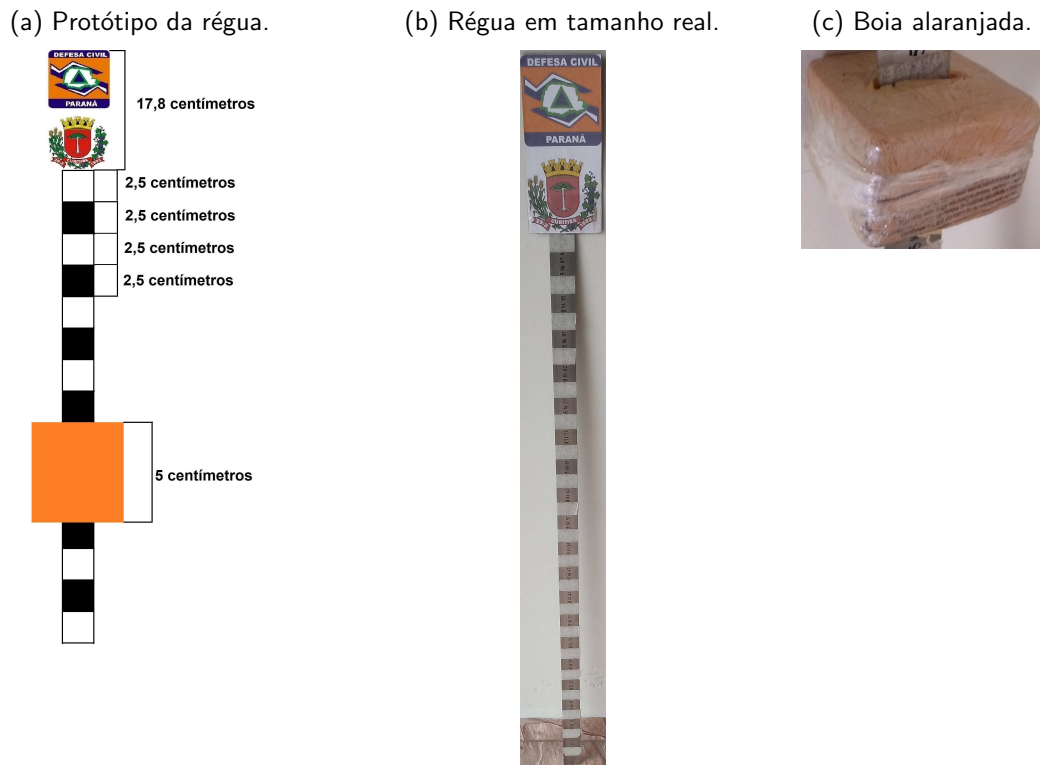 (a) Protótipo da régua.
(b) Régua em tamanho real.
(c) Boia alaranjada.
DEFESA CIVIL
PARANÁ
17,8 centímetros
2,5 centímetros
2,5 centímetros
2,5 centímetros
2,5 centímetros
5 centímetros
DEFESA CIVIL
PARANÁ
CURITIBA